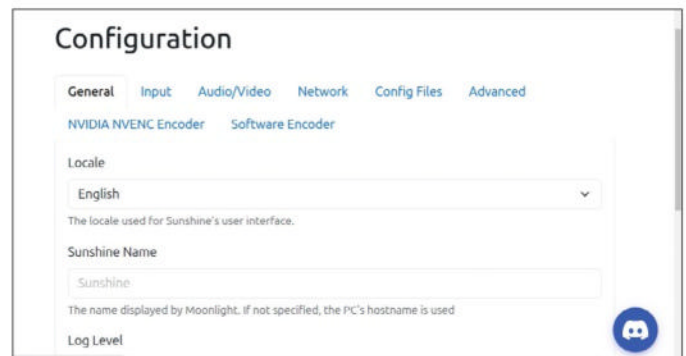 Configuration
General Input Audio/Video Network Config Files Advanced
NVIDIA NVENC Encoder Software Encoder
Locale
English
The locale used for Sunshine's user interface.
Sunshine Name
Sunshine
The name displayed by Moonlight. If not specified, the PC's hostname is used
Log Level